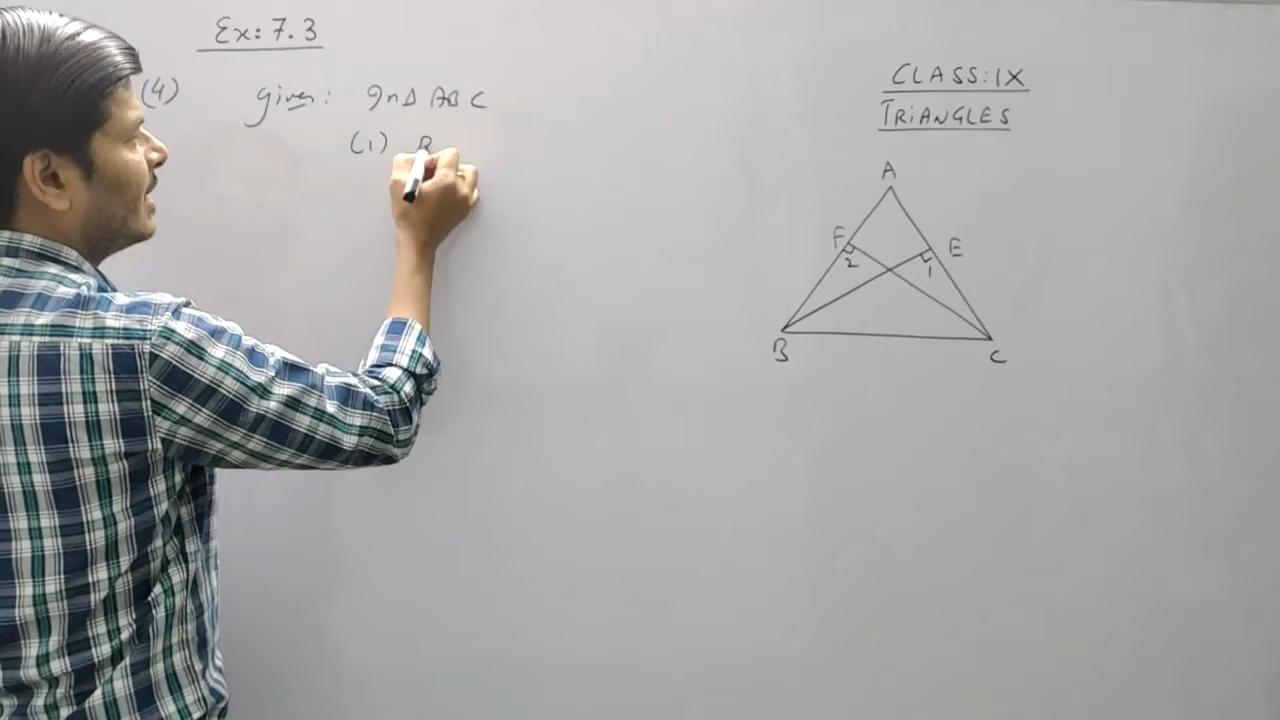 Ex: 7.3
(4) given: In Δ ABC
(1) B
CLASS: IX
TRIANGLES
A
F
E
2
1
B
C